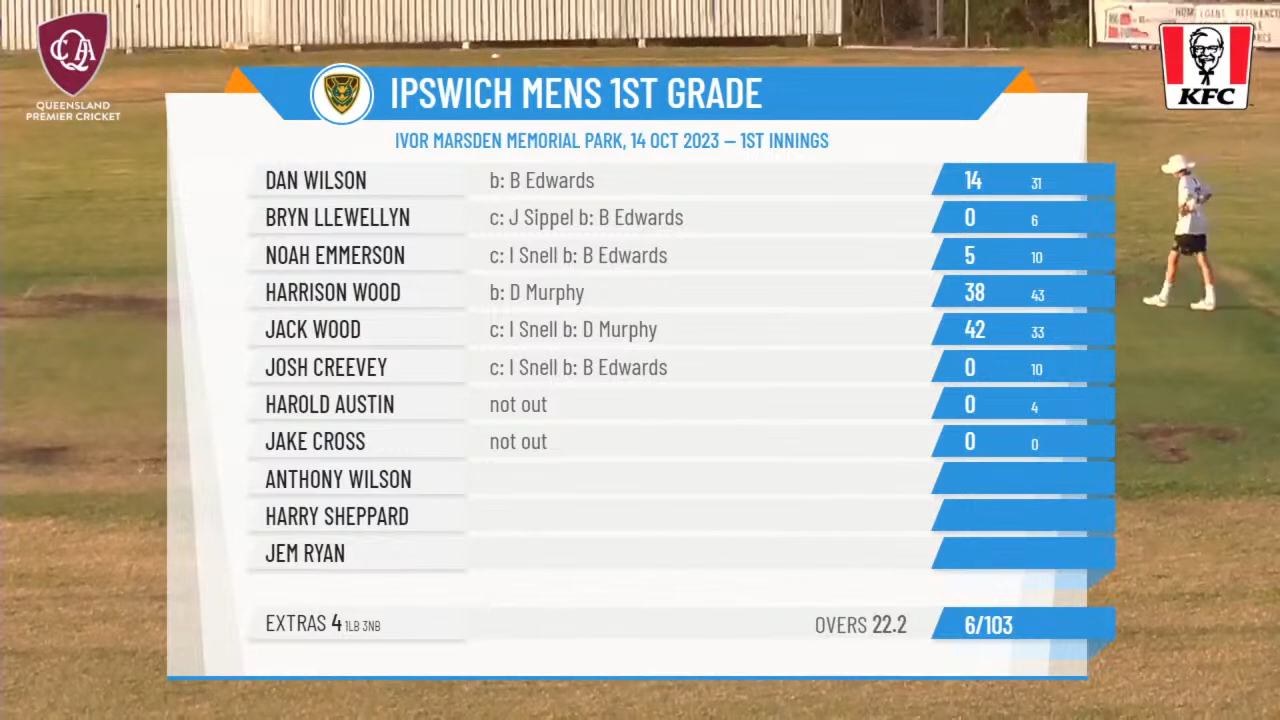 QUEENSLAND
PREMIER CRICKET
KFC
IPSWICH MENS 1ST GRADE
IVOR MARSDEN MEMORIAL PARK, 14 OCT 2023 – 1ST INNINGS
DAN WILSON b: B Edwards 14 31
BRYN LLEWELLYN c: J Sippel b: B Edwards 0 6
NOAH EMMERSON c: I Snell b: B Edwards 5 10
HARRISON WOOD b: D Murphy 38 43
JACK WOOD c: I Snell b: D Murphy 42 33
JOSH CREEVEY c: I Snell b: B Edwards 0 10
HAROLD AUSTIN not out 0 4
JAKE CROSS not out 0 0
ANTHONY WILSON
HARRY SHEPPARD
JEM RYAN
EXTRAS 4 1LB 3NB OVERS 22.2 6/103